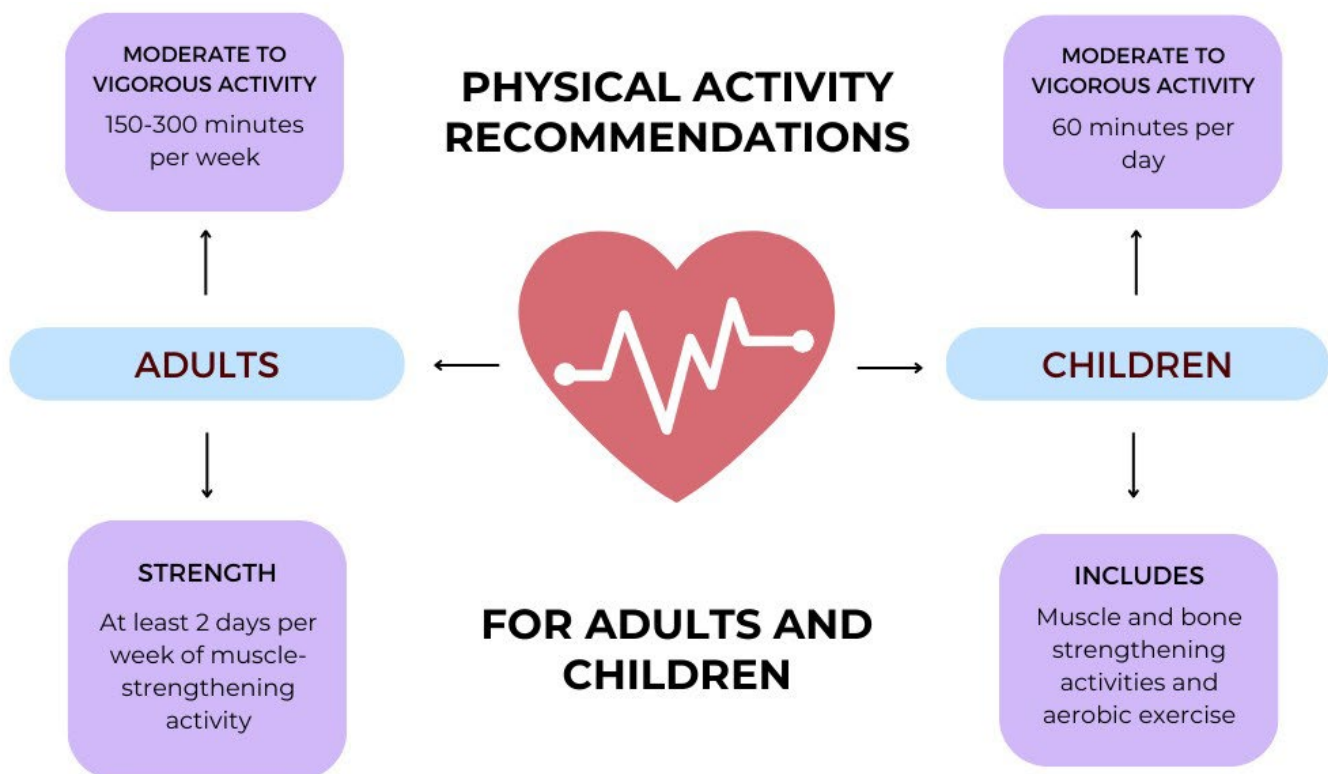 PHYSICAL ACTIVITY
RECOMMENDATIONS
MODERATE TO
VIGOROUS ACTIVITY
150-300 minutes
per week
ADULTS
STRENGTH
At least 2 days per
week of muscle-
strengthening
activity
MODERATE TO
VIGOROUS ACTIVITY
60 minutes per
day
CHILDREN
INCLUDES
Muscle and bone
strengthening
activities and
aerobic exercise
FOR ADULTS AND
CHILDREN